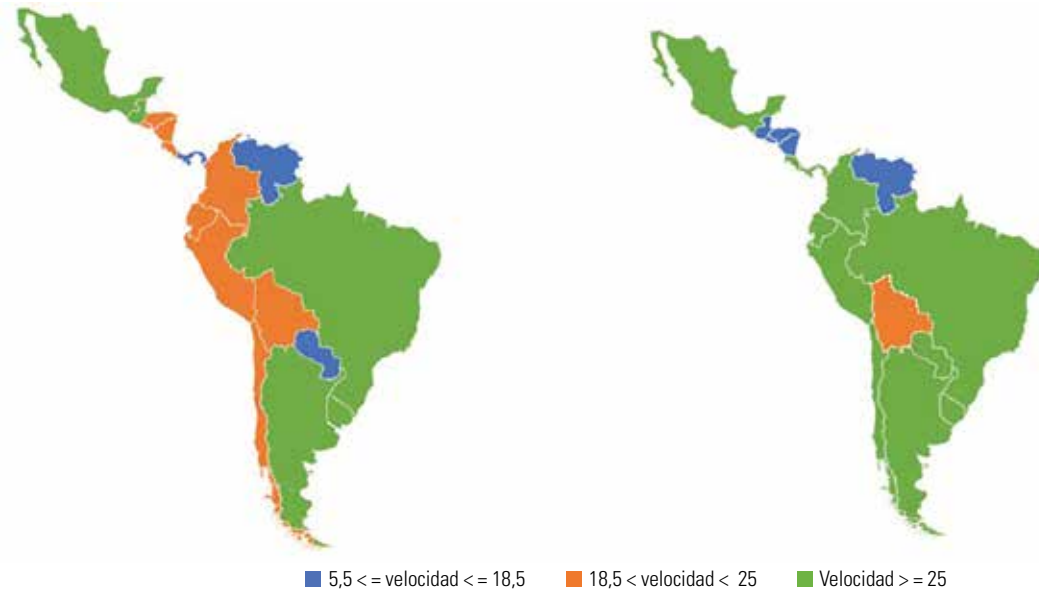 5,5 < = velocidad < = 18,5 18,5 < velocidad < 25 Velocidad > = 25